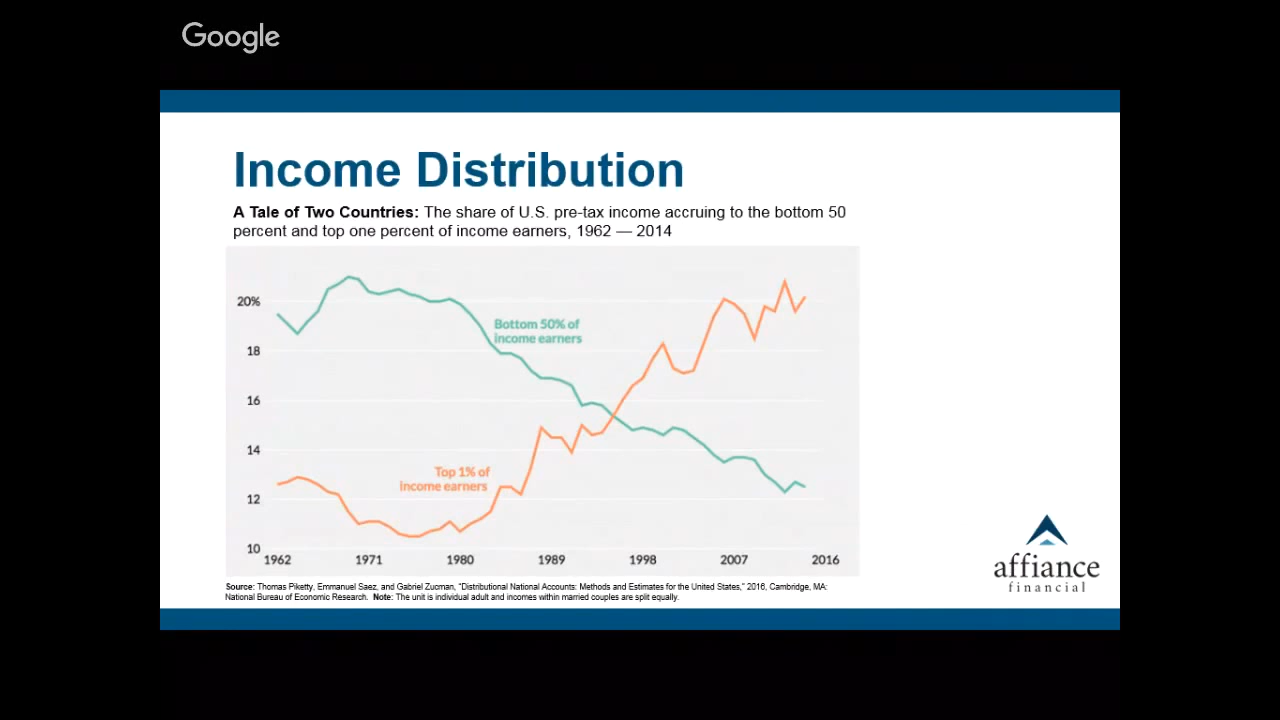 Google
Income Distribution
A Tale of Two Countries: The share of U.S. pre-tax income accruing to the bottom 50
percent and top one percent of income earners, 1962 — 2014
20%
Bottom 50% of
income earners
18
16
14
Top 1% of
income earners
12
10
1962 1971 1980 1989 1998 2007 2016
affiance
financial
Source: Thomas Piketty, Emmanuel Saez, and Gabriel Zucman, “Distributional National Accounts: Methods and Estimates for the United States,” 2016, Cambridge, MA:
National Bureau of Economic Research. Note: The unit is individual adult and incomes within married couples are split equally.